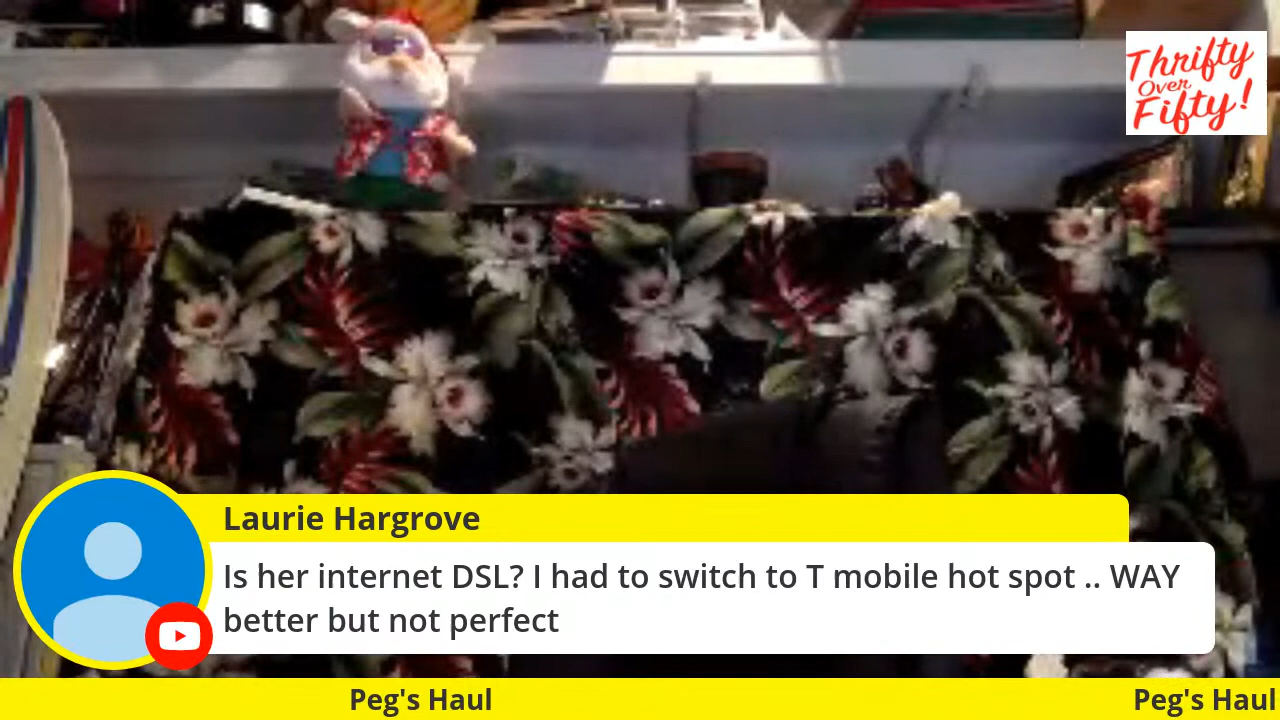 Thrifty
Over
Fifty!
Laurie Hargrove
Is her internet DSL? I had to switch to T mobile hot spot .. WAY
better but not perfect
Peg's Haul
Peg's Haul